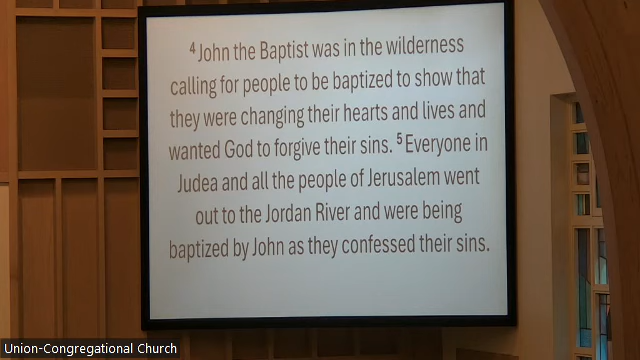 ⁴ John the Baptist was in the wilderness
calling for people to be baptized to show that
they were changing their hearts and lives and
wanted God to forgive their sins. ⁵ Everyone in
Judea and all the people of Jerusalem went
out to the Jordan River and were being
baptized by John as they confessed their sins.
Union-Congregational Church